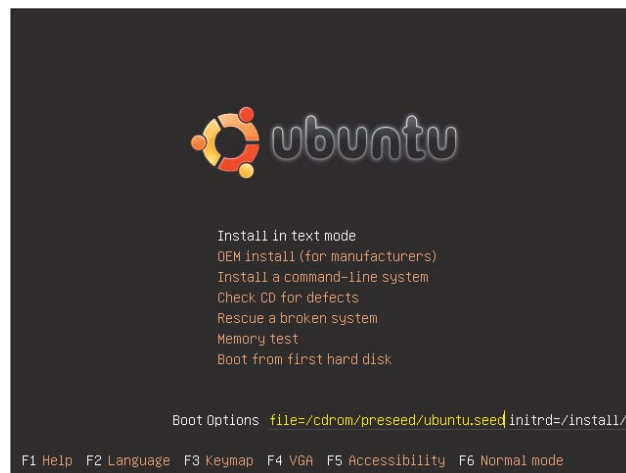 ubuntu
Install in text mode
OEM install (for manufacturers)
Install a command-line system
Check CD for defects
Rescue a broken system
Memory test
Boot from first hard disk
Boot Options file=/cdrom/preseed/ubuntu.seed initrd=/install/
F1 Help F2 Language F3 Keymap F4 VGA F5 Accessibility F6 Normal mode